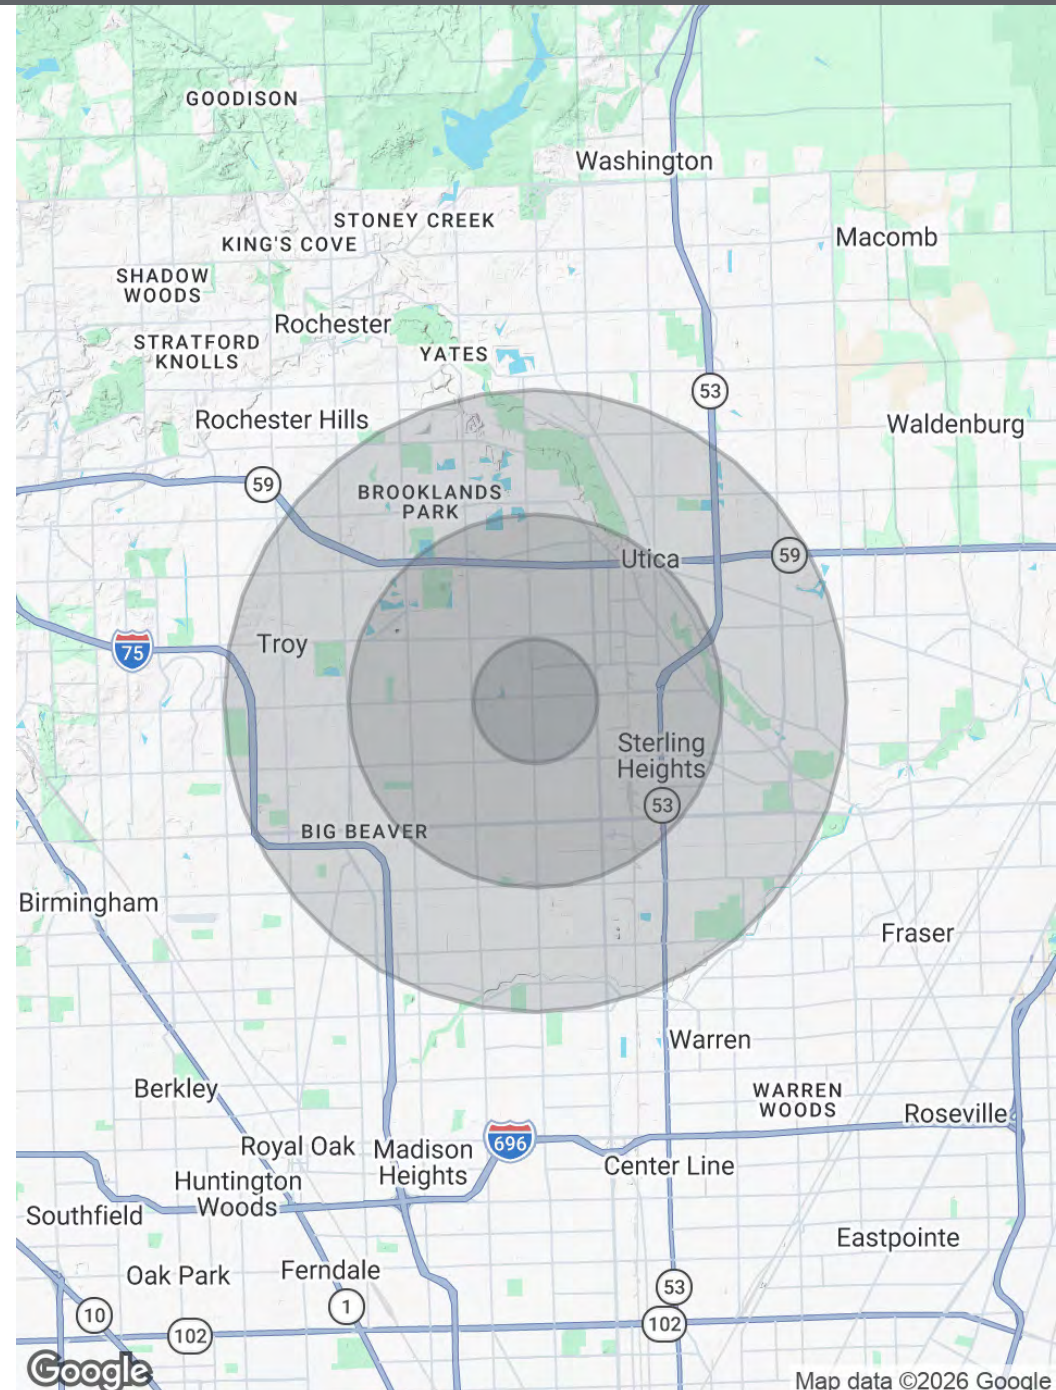 GOODISON
Washington
STONEY CREEK
KING'S COVE
Macomb
SHADOW
WOODS
Rochester
STRATFORD
KNOLLS
YATES
53
Rochester Hills
Waldenburg
59
BROOKLANDS
PARK
Utica
59
Troy
75
Sterling
Heights
53
BIG BEAVER
Birmingham
Fraser
Warren
Berkley
WARREN
WOODS
Roseville
696
Royal Oak
Madison
Heights
Center Line
Huntington
Woods
Southfield
Eastpointe
Oak Park
Ferndale
53
10
1
102
102
Google
Map data ©2026 Google